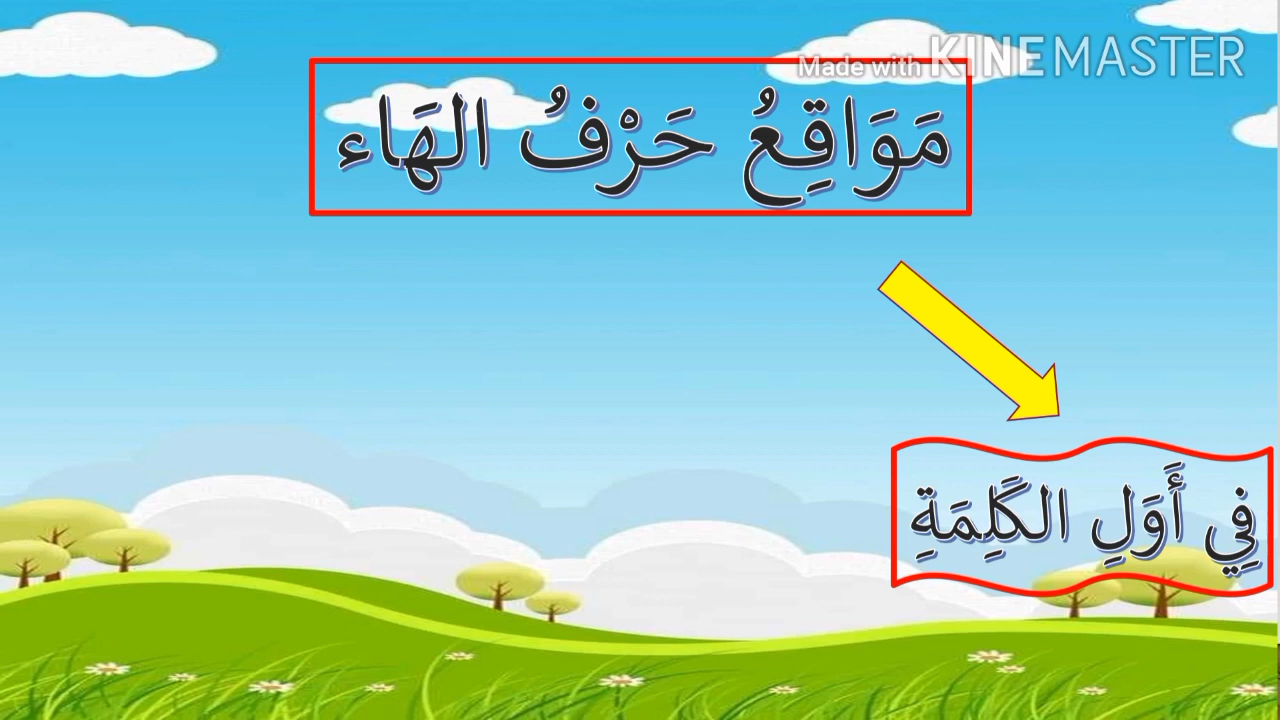 Made with KINEMASTER
مَوَاقِعُ حَرْفُ الهَاء
فِي أَوَلِ الكَلِمَةِ